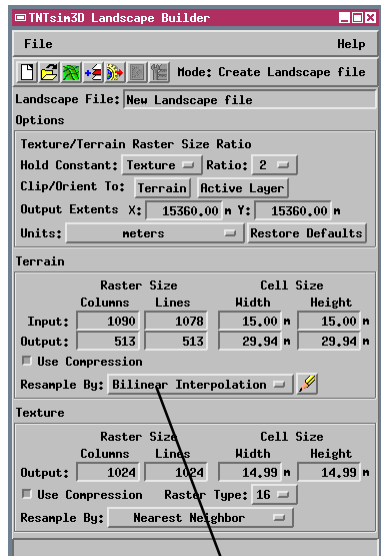 TNTsim3D Landscape Builder
File Help
Mode: Create Landscape file
Landscape File: New Landscape file
Options
Texture/Terrain Raster Size Ratio
Hold Constant: Texture Ratio: 2
Clip/Orient To: Terrain Active Layer
Output Extents X: 15360.00 m Y: 15360.00 m
Units: meters Restore Defaults
Terrain
Raster Size Cell Size
Columns Lines Width Height
Input: 1090 1078 15.00 m 15.00 m
Output: 513 513 29.94 m 29.94 m
Use Compression
Resample By: Bilinear Interpolation
Texture
Raster Size Cell Size
Columns Lines Width Height
Output: 1024 1024 14.99 m 14.99 m
Use Compression Raster Type: 16
Resample By: Nearest Neighbor